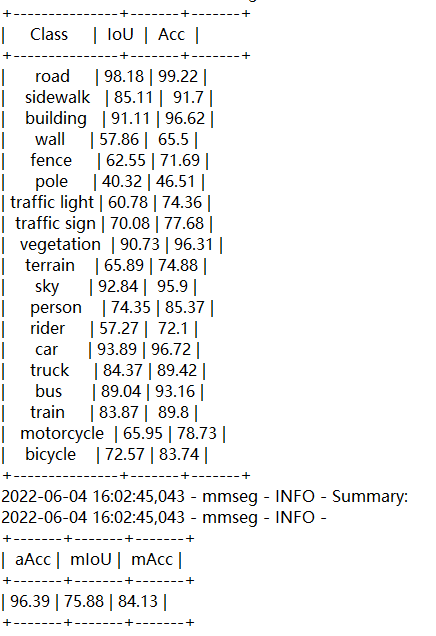 +---------------+-------+-------+
| Class | IoU | Acc |
+---------------+-------+-------+
| road | 98.18 | 99.22 |
| sidewalk | 85.11 | 91.7 |
| building | 91.11 | 96.62 |
| wall | 57.86 | 65.5 |
| fence | 62.55 | 71.69 |
| pole | 40.32 | 46.51 |
| traffic light | 60.78 | 74.36 |
| traffic sign | 70.08 | 77.68 |
| vegetation | 90.73 | 96.31 |
| terrain | 65.89 | 74.88 |
| sky | 92.84 | 95.9 |
| person | 74.35 | 85.37 |
| rider | 57.27 | 72.1 |
| car | 93.89 | 96.72 |
| truck | 84.37 | 89.42 |
| bus | 89.04 | 93.16 |
| train | 83.87 | 89.8 |
| motorcycle | 65.95 | 78.73 |
| bicycle | 72.57 | 83.74 |
+---------------+-------+-------+
2022-06-04 16:02:45,043 - mmseg - INFO - Summary:
2022-06-04 16:02:45,043 - mmseg - INFO -
+-------+-------+-------+
| aAcc | mIoU | mAcc |
+-------+-------+-------+
| 96.39 | 75.88 | 84.13 |
+-------+-------+-------+